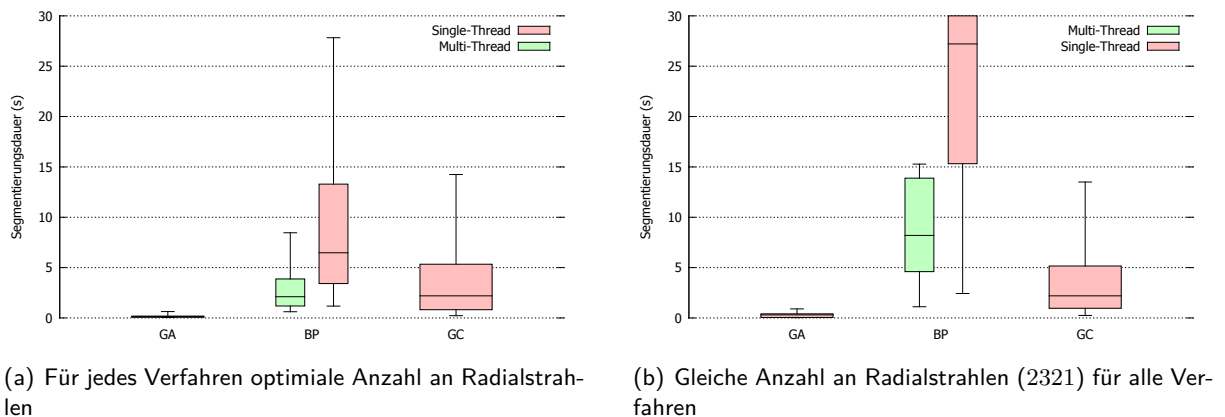 30
25
20
15
10
5
0
Segmentierungsdauer (s)
Single-Thread
Multi-Thread
GA
BP
GC
(a) Für jedes Verfahren optimiale Anzahl an Radialstrah-
len
30
25
20
15
10
5
0
Segmentierungsdauer (s)
Multi-Thread
Single-Thread
GA
BP
GC
(b) Gleiche Anzahl an Radialstrahlen (2321) für alle Ver-
fahren